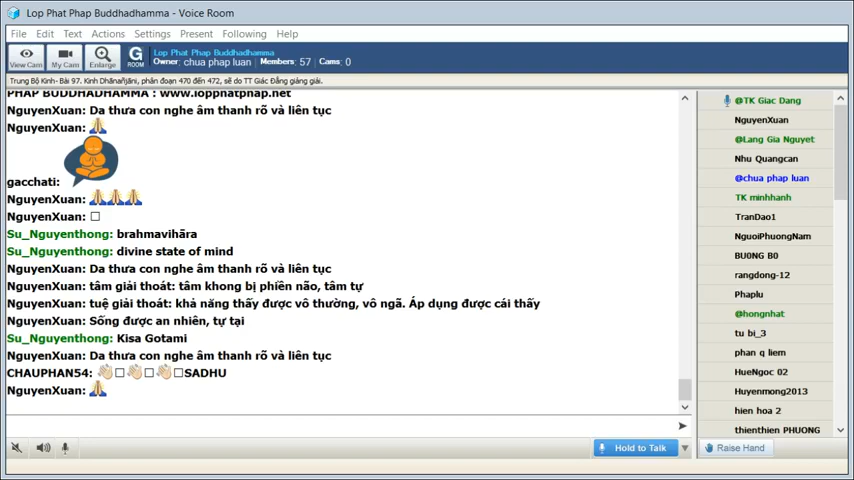 Lop Phat Phap Buddhadhamma - Voice Room
File Edit Text Actions Settings Present Following Help
View Cam My Cam Enlarge G ROOM
Lop Phat Phap Buddhadhamma
Owner: chua phap luan Members: 57 Cams: 0
Trung Bộ Kinh- Bài 97. Kinh Dhānañjāni, phân đoạn 470 đến 472, sẽ do TT Giác Đẳng giảng giải.
PHAP BUDDHADHAMMA : www.lopphatphap.net
NguyenXuan: Da thưa con nghe âm thanh rõ và liên tục
NguyenXuan:
gacchati:
NguyenXuan:
NguyenXuan:
Su_Nguyenthong: brahmavihāra
Su_Nguyenthong: divine state of mind
NguyenXuan: Da thưa con nghe âm thanh rõ và liên tục
NguyenXuan: tâm giải thoát: tâm khong bị phiền não, tâm tự
NguyenXuan: tuệ giải thoát: khả năng thấy được vô thường, vô ngã. Áp dụng được cái thấy
NguyenXuan: Sống được an nhiên, tự tại
Su_Nguyenthong: Kisa Gotami
NguyenXuan: Da thưa con nghe âm thanh rõ và liên tục
CHAUPHAN54: SADHU
NguyenXuan:
Hold to Talk
@TK Giac Dang
NguyenXuan
@Lang Gia Nguyet
Nhu Quangcan
@chua phap luan
TK minhhanh
TranDao1
NguoiPhuongNam
BU0NG B0
rangdong-12
Phaplu
@hongnhat
tu bi_3
phan q liem
HueNgoc 02
Huyenmong2013
hien hoa 2
thienthien PHUONG
Raise Hand